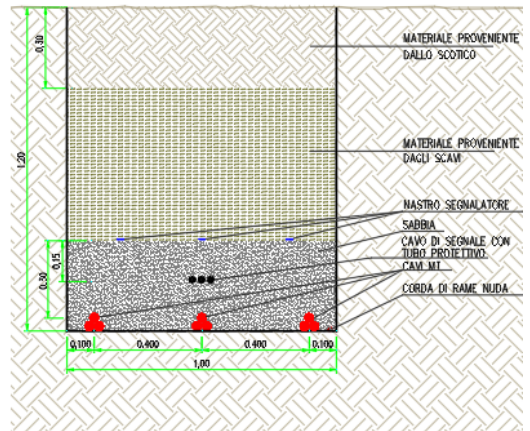 MATERIALE PROVENIENTE
DALLO SCOTICO
MATERIALE PROVENIENTE
DAGLI SCAVI
NASTRO SEGNALATORE
SABBIA
CAVO DI SEGNALE CON
TUBO PROTETTIVO
CAVI MT
CORDA DI RAME NUDA
0,30
1,20
0,15
0,30
0,100
0,400
0,400
0,100
1,00